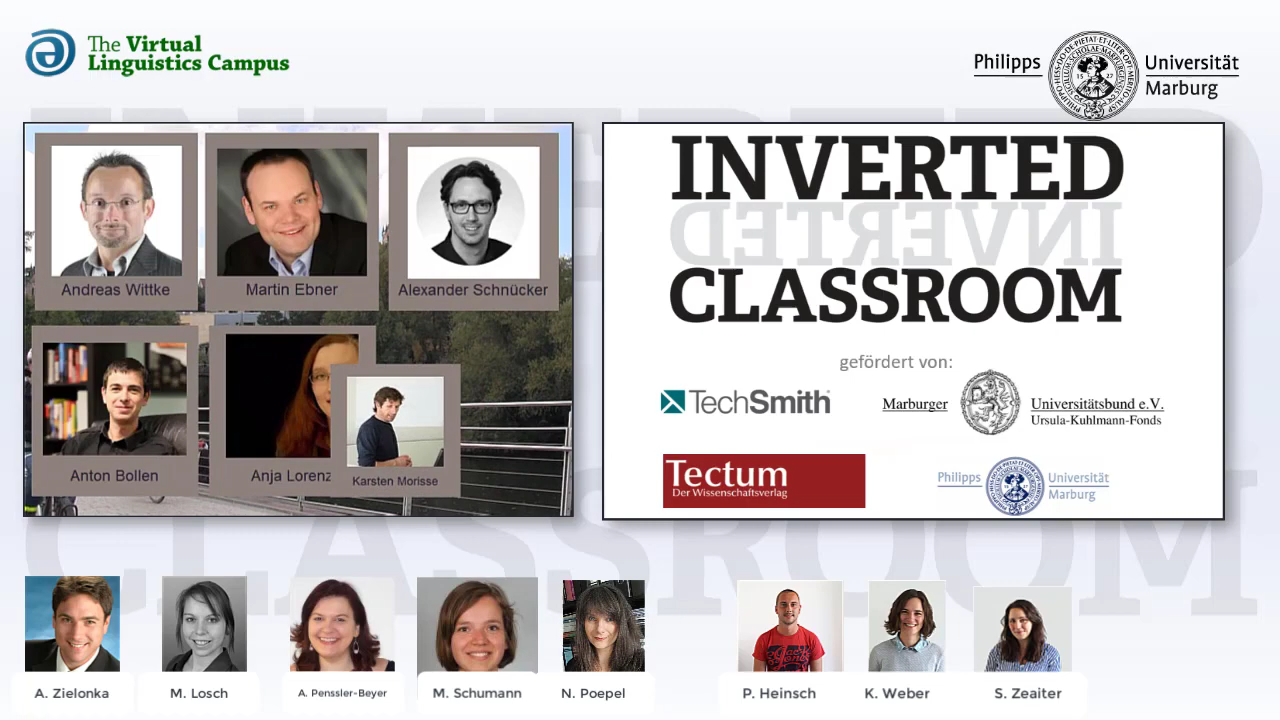 The Virtual
Linguistics Campus
Philipps Universität
Marburg
Andreas Wittke
Martin Ebner
Alexander Schnücker
Anton Bollen
Anja Lorenz
Karsten Morisse
INVERTED
INVERTED
CLASSROOM
gefördert von:
TechSmith
Marburger Universitätsbund e.V.
Ursula-Kuhlmann-Fonds
Tectum
Der Wissenschaftsverlag
Philipps Universität
Marburg
A. Zielonka
M. Losch
A. Penssler-Beyer
M. Schumann
N. Poepel
P. Heinsch
K. Weber
S. Zeaiter
INVERTED
CLASSROOM